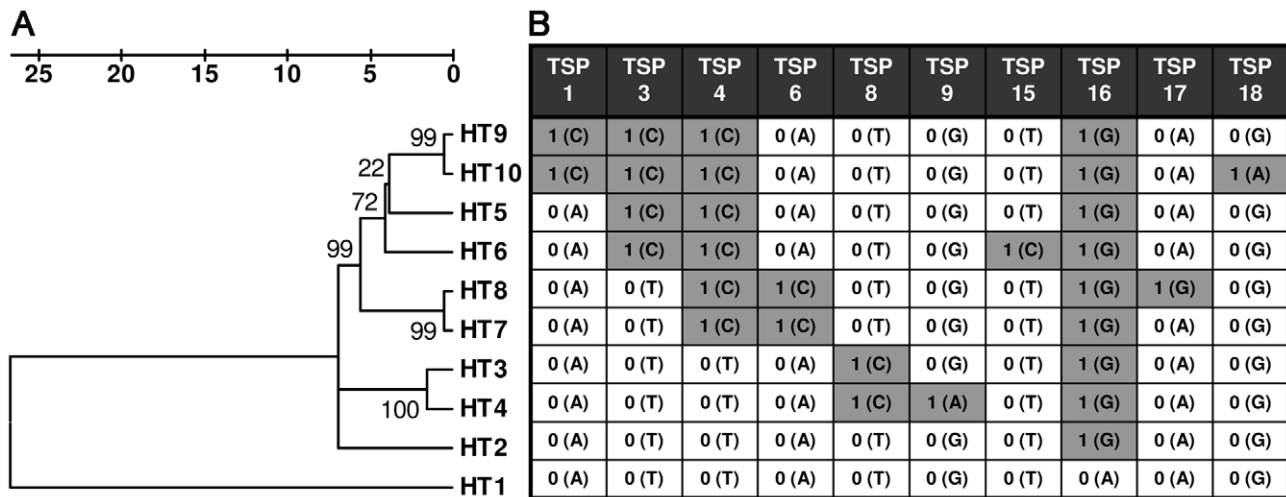 A
B
25 20 15 10 5 0
TSP 1 TSP 3 TSP 4 TSP 6 TSP 8 TSP 9 TSP 15 TSP 16 TSP 17 TSP 18
99 HT9 1 (C) 1 (C) 1 (C) 0 (A) 0 (T) 0 (G) 0 (T) 1 (G) 0 (A) 0 (G)
22 HT10 1 (C) 1 (C) 1 (C) 0 (A) 0 (T) 0 (G) 0 (T) 1 (G) 0 (A) 1 (A)
72 HT5 0 (A) 1 (C) 1 (C) 0 (A) 0 (T) 0 (G) 0 (T) 1 (G) 0 (A) 0 (G)
99 HT6 0 (A) 1 (C) 1 (C) 0 (A) 0 (T) 0 (G) 1 (C) 1 (G) 0 (A) 0 (G)
HT8 0 (A) 0 (T) 1 (C) 1 (C) 0 (T) 0 (G) 0 (T) 1 (G) 1 (G) 0 (G)
99 HT7 0 (A) 0 (T) 1 (C) 1 (C) 0 (T) 0 (G) 0 (T) 1 (G) 0 (A) 0 (G)
HT3 0 (A) 0 (T) 0 (T) 0 (A) 1 (C) 0 (G) 0 (T) 1 (G) 0 (A) 0 (G)
100 HT4 0 (A) 0 (T) 0 (T) 0 (A) 1 (C) 1 (A) 0 (T) 1 (G) 0 (A) 0 (G)
HT2 0 (A) 0 (T) 0 (T) 0 (A) 0 (T) 0 (G) 0 (T) 1 (G) 0 (A) 0 (G)
HT1 0 (A) 0 (T) 0 (T) 0 (A) 0 (T) 0 (G) 0 (T) 0 (A) 0 (A) 0 (G)